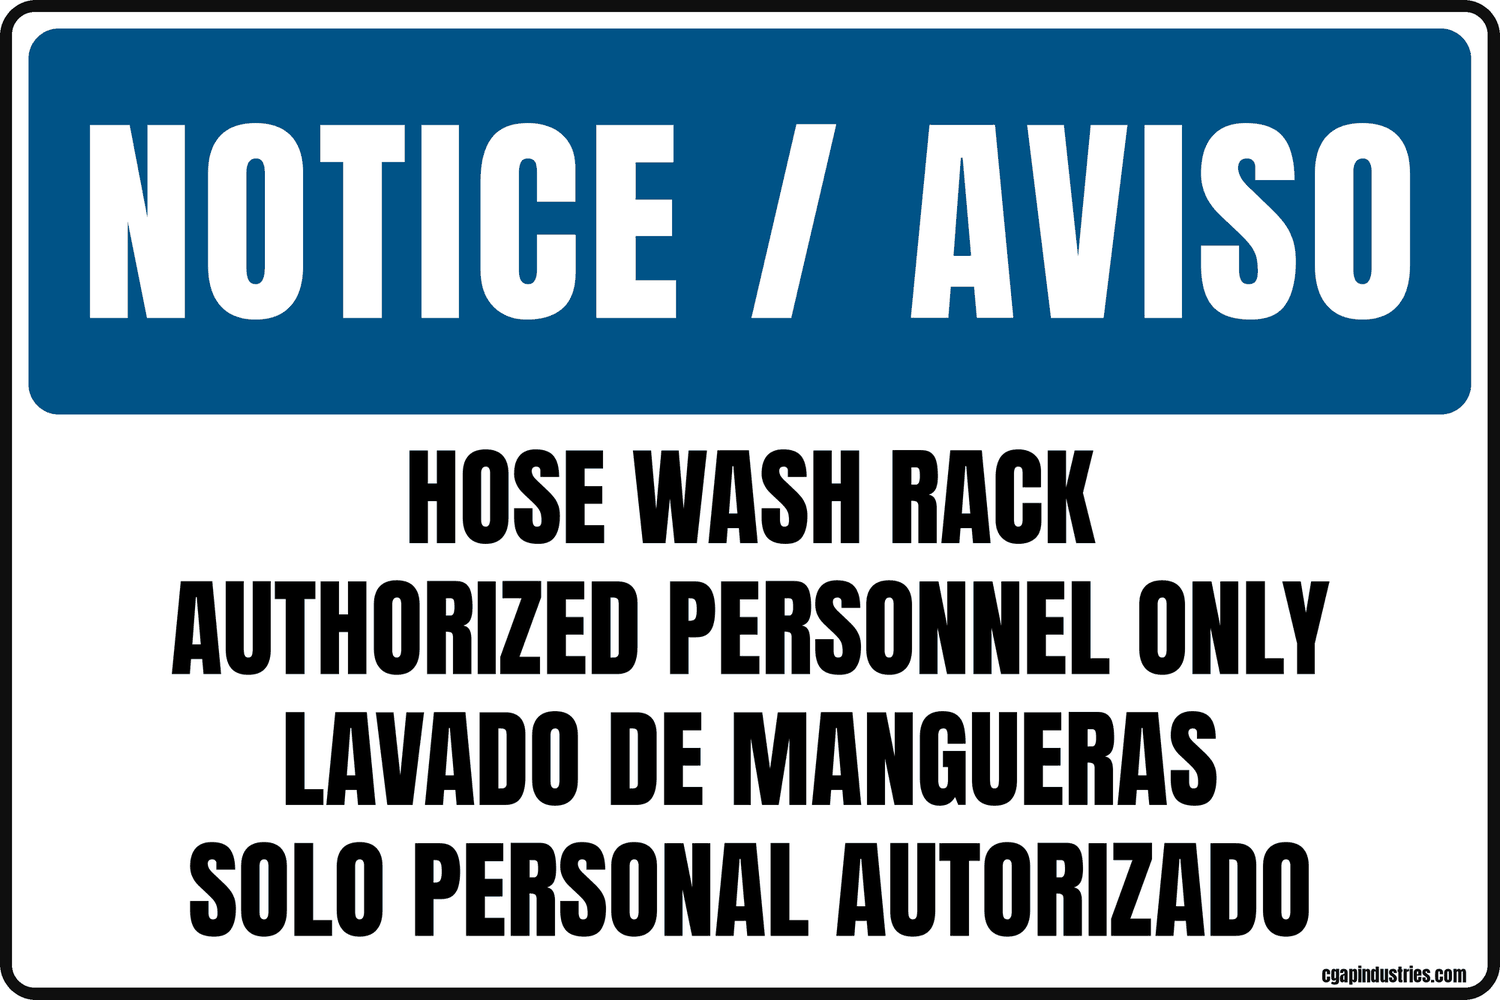 NOTICE / AVISO
HOSE WASH RACK
AUTHORIZED PERSONNEL ONLY
LAVADO DE MANGUERAS
SOLO PERSONAL AUTORIZADO
cgapindustries.com